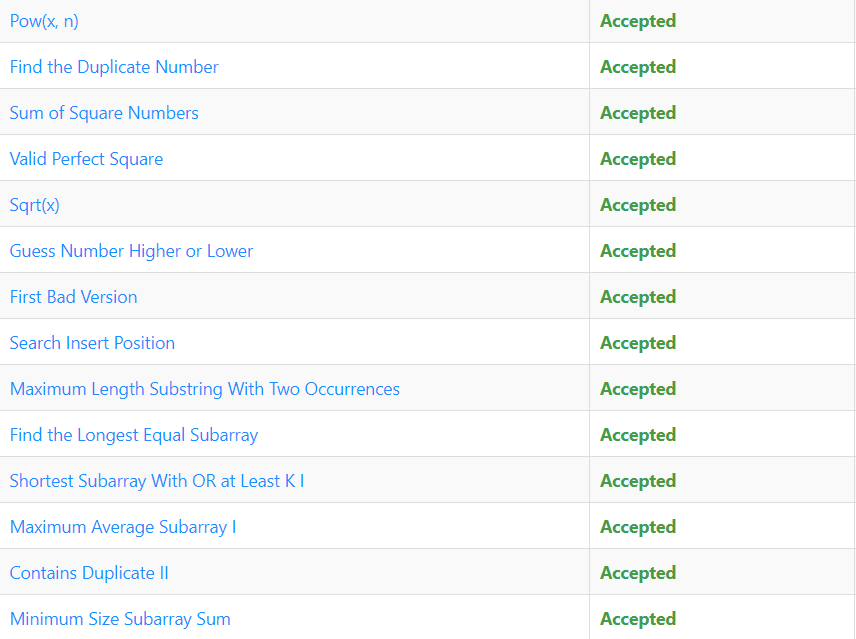 Pow(x, n) Accepted
Find the Duplicate Number Accepted
Sum of Square Numbers Accepted
Valid Perfect Square Accepted
Sqrt(x) Accepted
Guess Number Higher or Lower Accepted
First Bad Version Accepted
Search Insert Position Accepted
Maximum Length Substring With Two Occurrences Accepted
Find the Longest Equal Subarray Accepted
Shortest Subarray With OR at Least K I Accepted
Maximum Average Subarray I Accepted
Contains Duplicate II Accepted
Minimum Size Subarray Sum Accepted